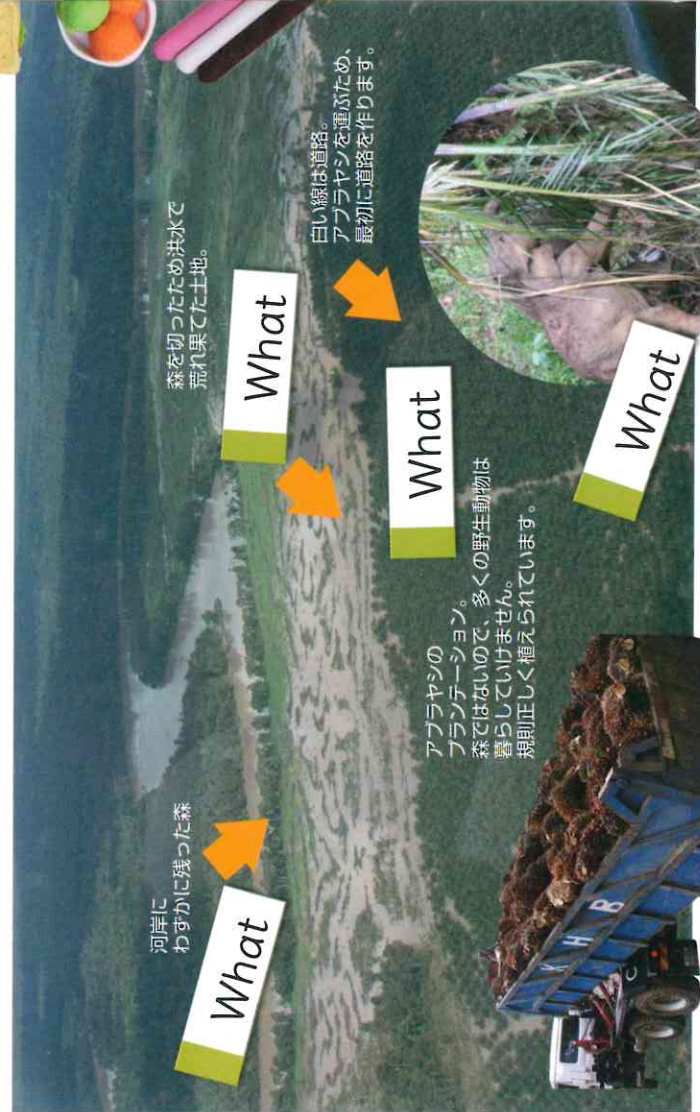 河岸に
わずかに残った森
What
森を切ったため洪水で
荒れ果てた土地。
What
白い線は道路。
アブラヤシを運ぶため、
最初に道路を作ります。
What
アブラヤシの
プランテーション。
森ではないので、多くの野生動物は
暮らしていけません。
規則正しく植えられています。
What
K H B